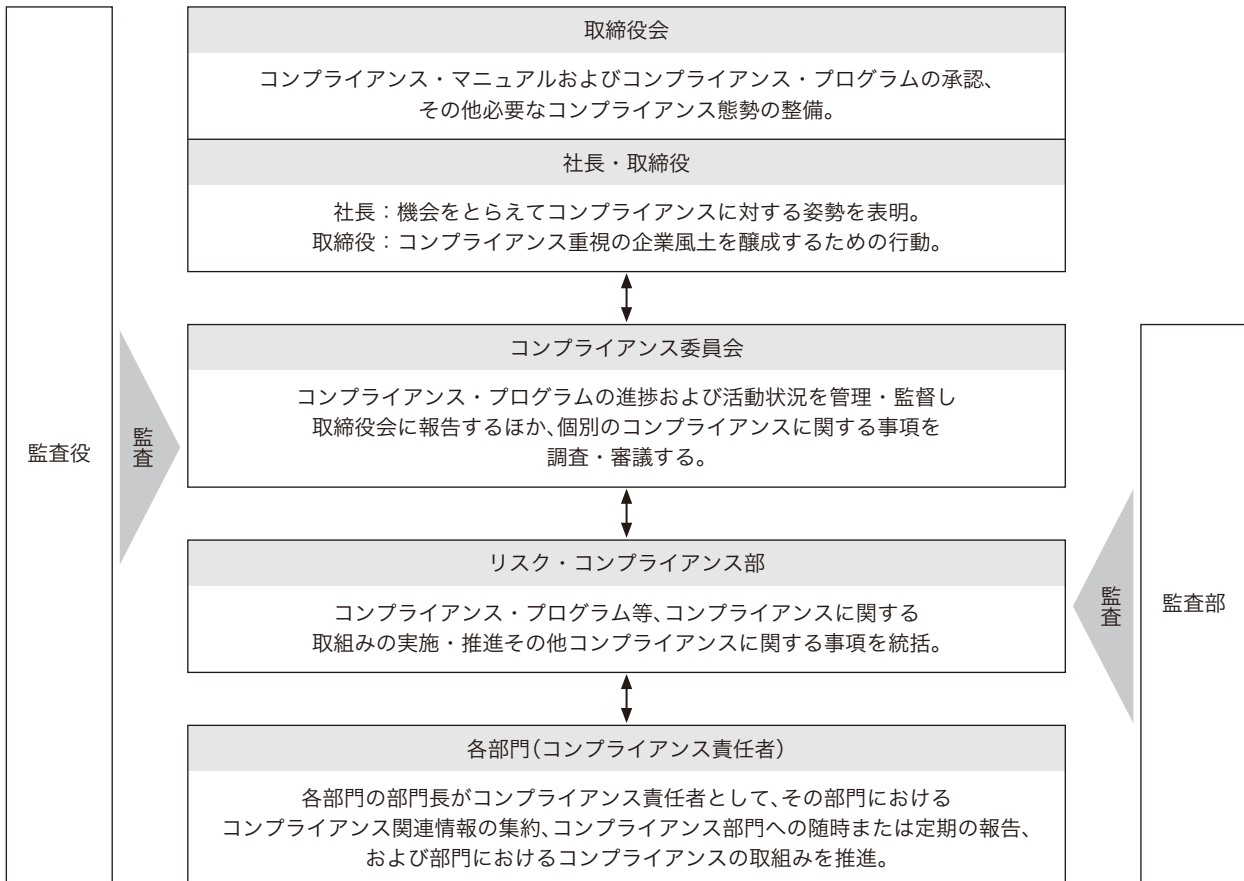 取締役会
コンプライアンス・マニュアルおよびコンプライアンス・プログラムの承認、
その他必要なコンプライアンス態勢の整備。
社長・取締役
社長：機会をとらえてコンプライアンスに対する姿勢を表明。
取締役：コンプライアンス重視の企業風土を醸成するための行動。
コンプライアンス委員会
コンプライアンス・プログラムの進捗および活動状況を管理・監督し
取締役会に報告するほか、個別のコンプライアンスに関する事項を
調査・審議する。
監査役
監査
リスク・コンプライアンス部
コンプライアンス・プログラム等、コンプライアンスに関する
取組みの実施・推進その他コンプライアンスに関する事項を統括。
監査
監査部
各部門（コンプライアンス責任者）
各部門の部門長がコンプライアンス責任者として、その部門における
コンプライアンス関連情報の集約、コンプライアンス部門への随時または定期の報告、
および部門におけるコンプライアンスの取組みを推進。